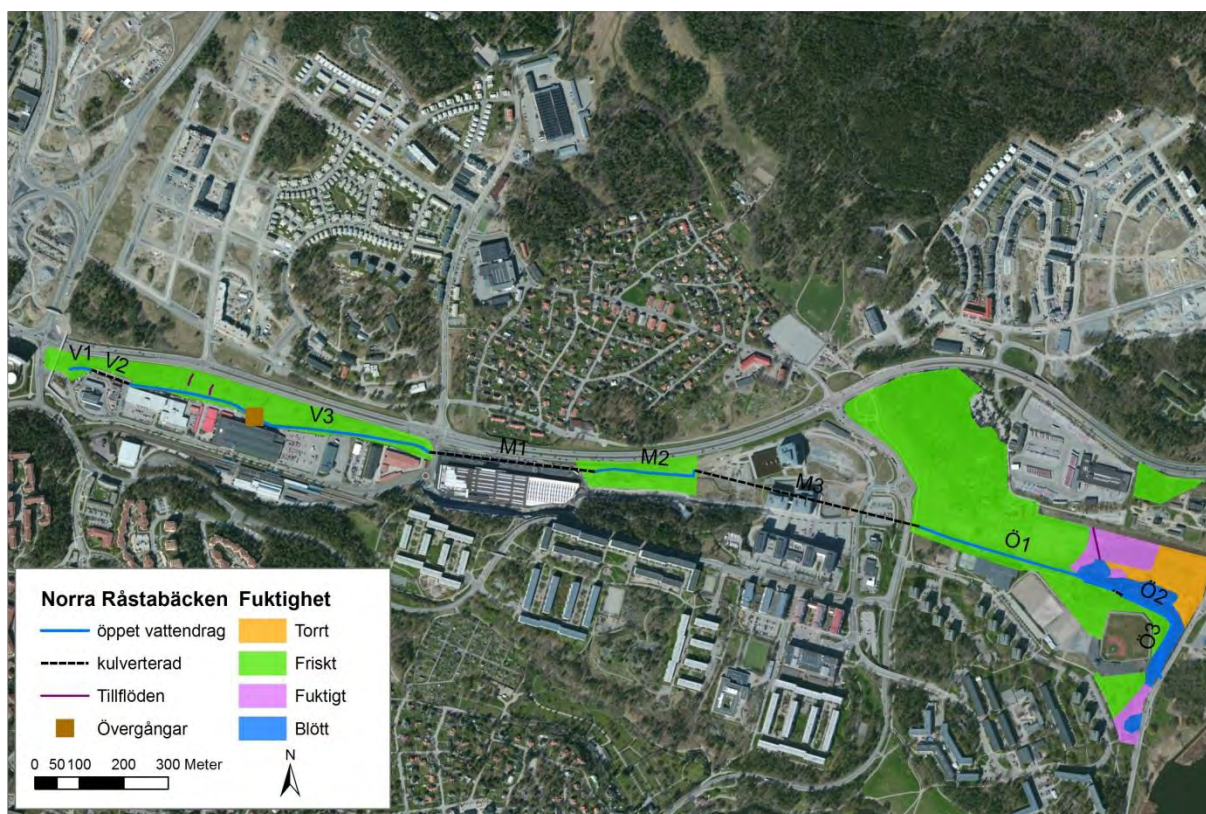 V1
V2
V3
M1
M2
M3
Ö1
Ö2
Ö3
Norra Råstabäcken Fuktighet
öppet vattendrag Torrt
kulverterad Friskt
Tillflöden Fuktigt
Övergångar Blött
0 50 100 200 300 Meter
N